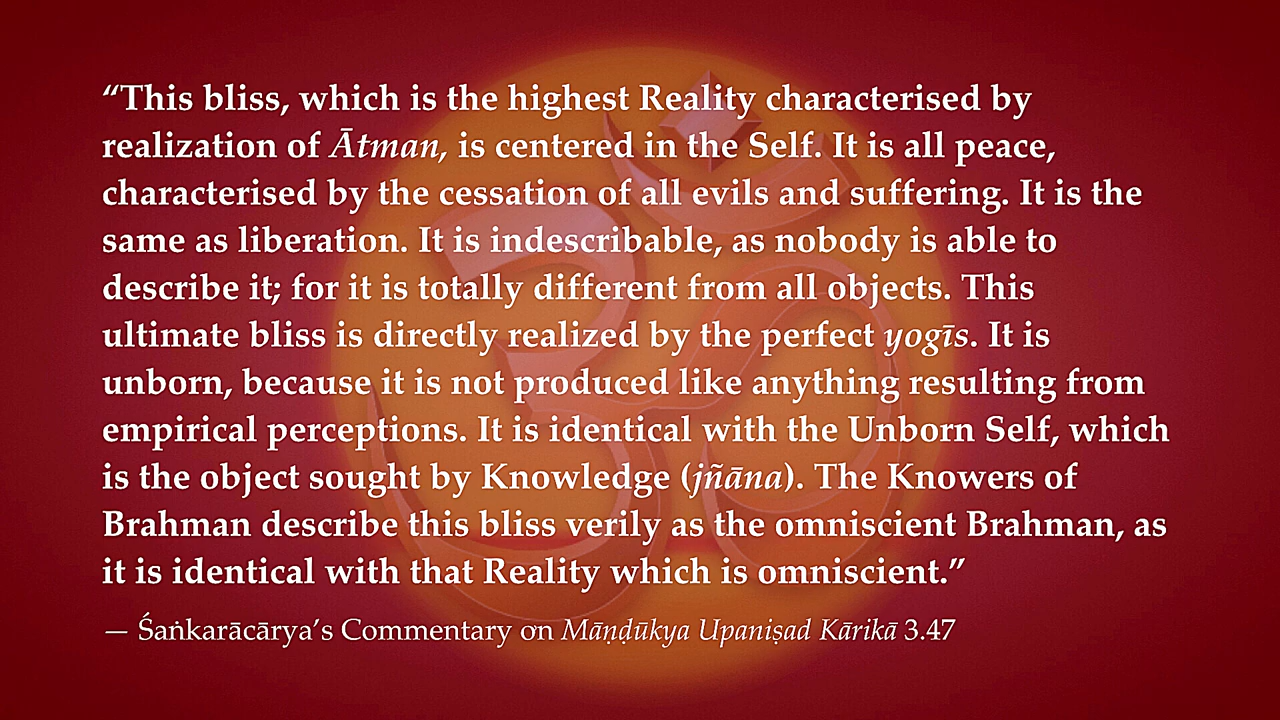 “This bliss, which is the highest Reality characterised by
realization of Ātman, is centered in the Self. It is all peace,
characterised by the cessation of all evils and suffering. It is the
same as liberation. It is indescribable, as nobody is able to
describe it; for it is totally different from all objects. This
ultimate bliss is directly realized by the perfect yogīs. It is
unborn, because it is not produced like anything resulting from
empirical perceptions. It is identical with the Unborn Self, which
is the object sought by Knowledge (jñāna). The Knowers of
Brahman describe this bliss verily as the omniscient Brahman, as
it is identical with that Reality which is omniscient.”
— Śaṅkarācārya’s Commentary on Māṇḍūkya Upaniṣad Kārikā 3.47
ॐ